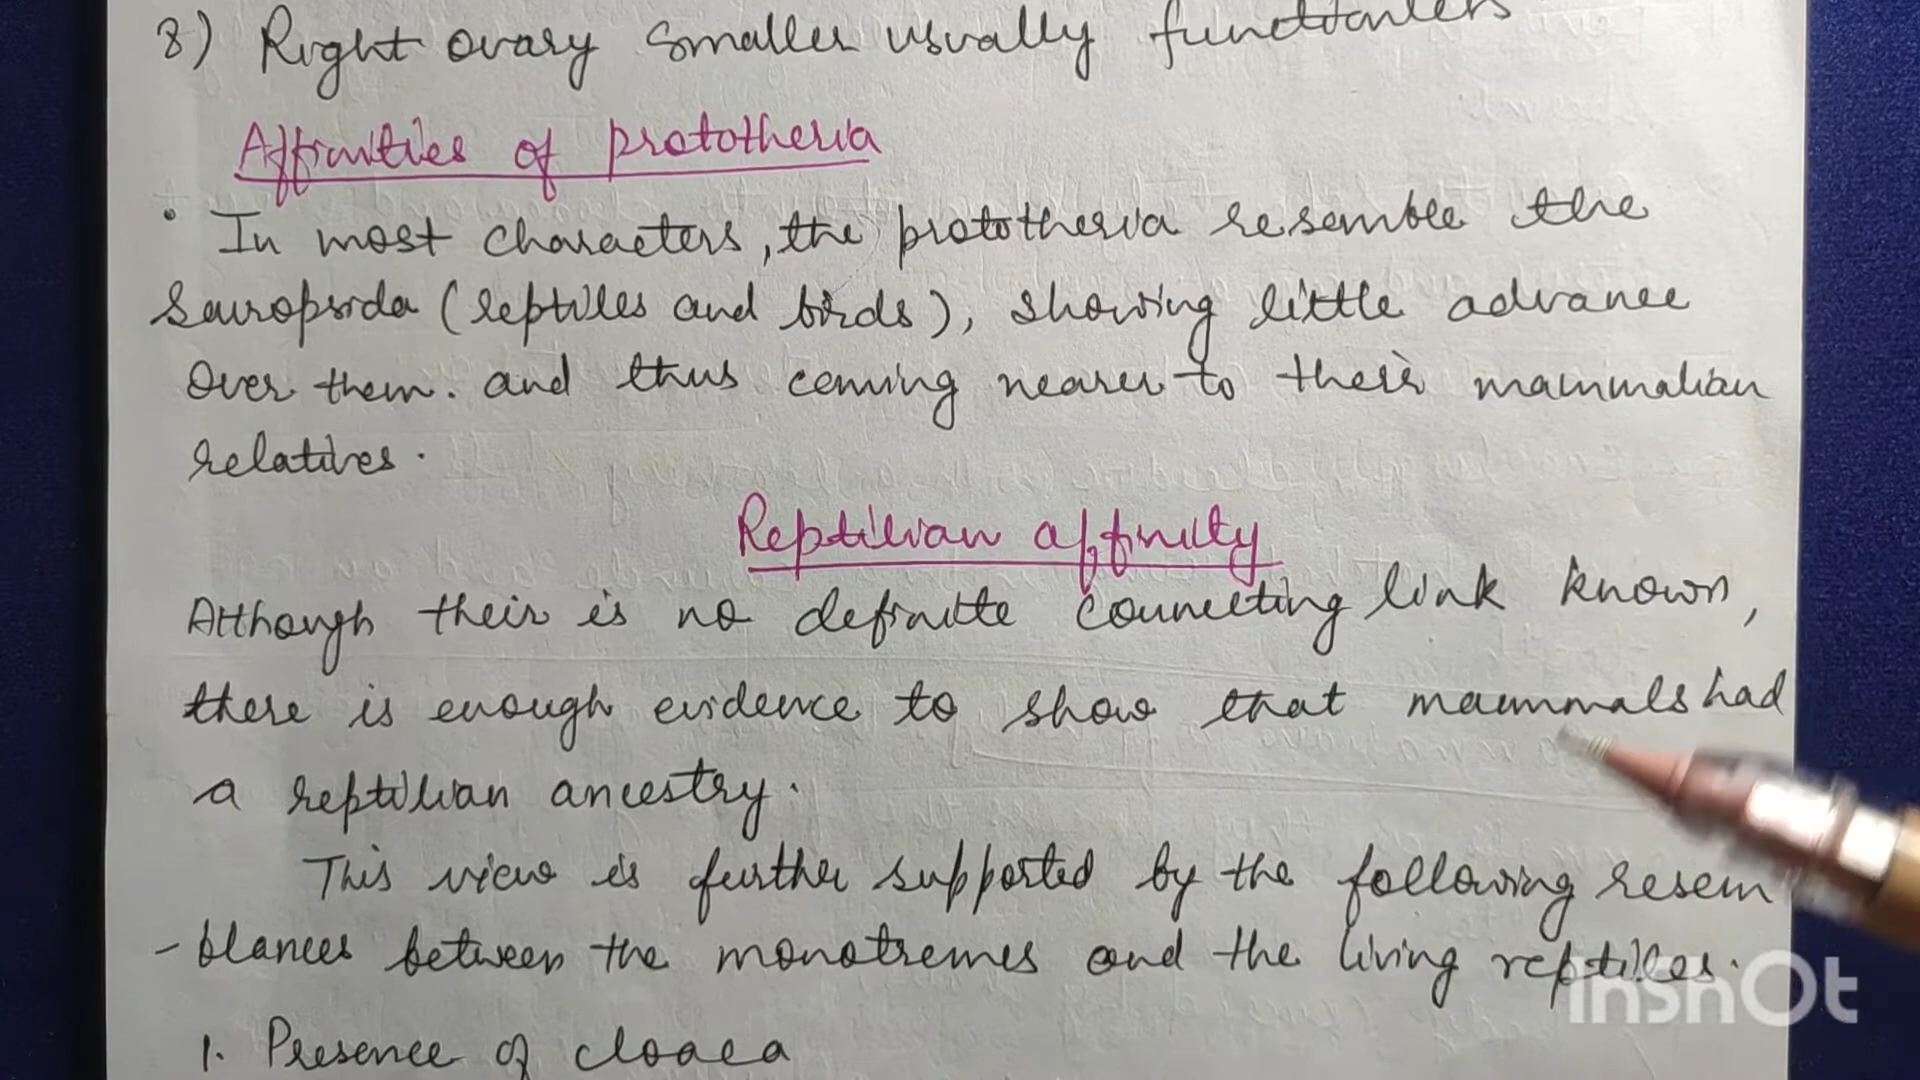 8) Right ovary smaller usually functionless
Affinities of prototheria
• In most characters, the prototheria resemble the
Sauropsida (reptiles and birds), showing little advance
over them. and thus coming nearer to their mammalian
relatives.
Reptilian affinity
Although their is no definite connecting link known,
there is enough evidence to show that mammals had
a reptilian ancestry.
This view is further supported by the following resem
- blances between the monotremes and the living reptiles.
1. Presence of cloaca
InShOt